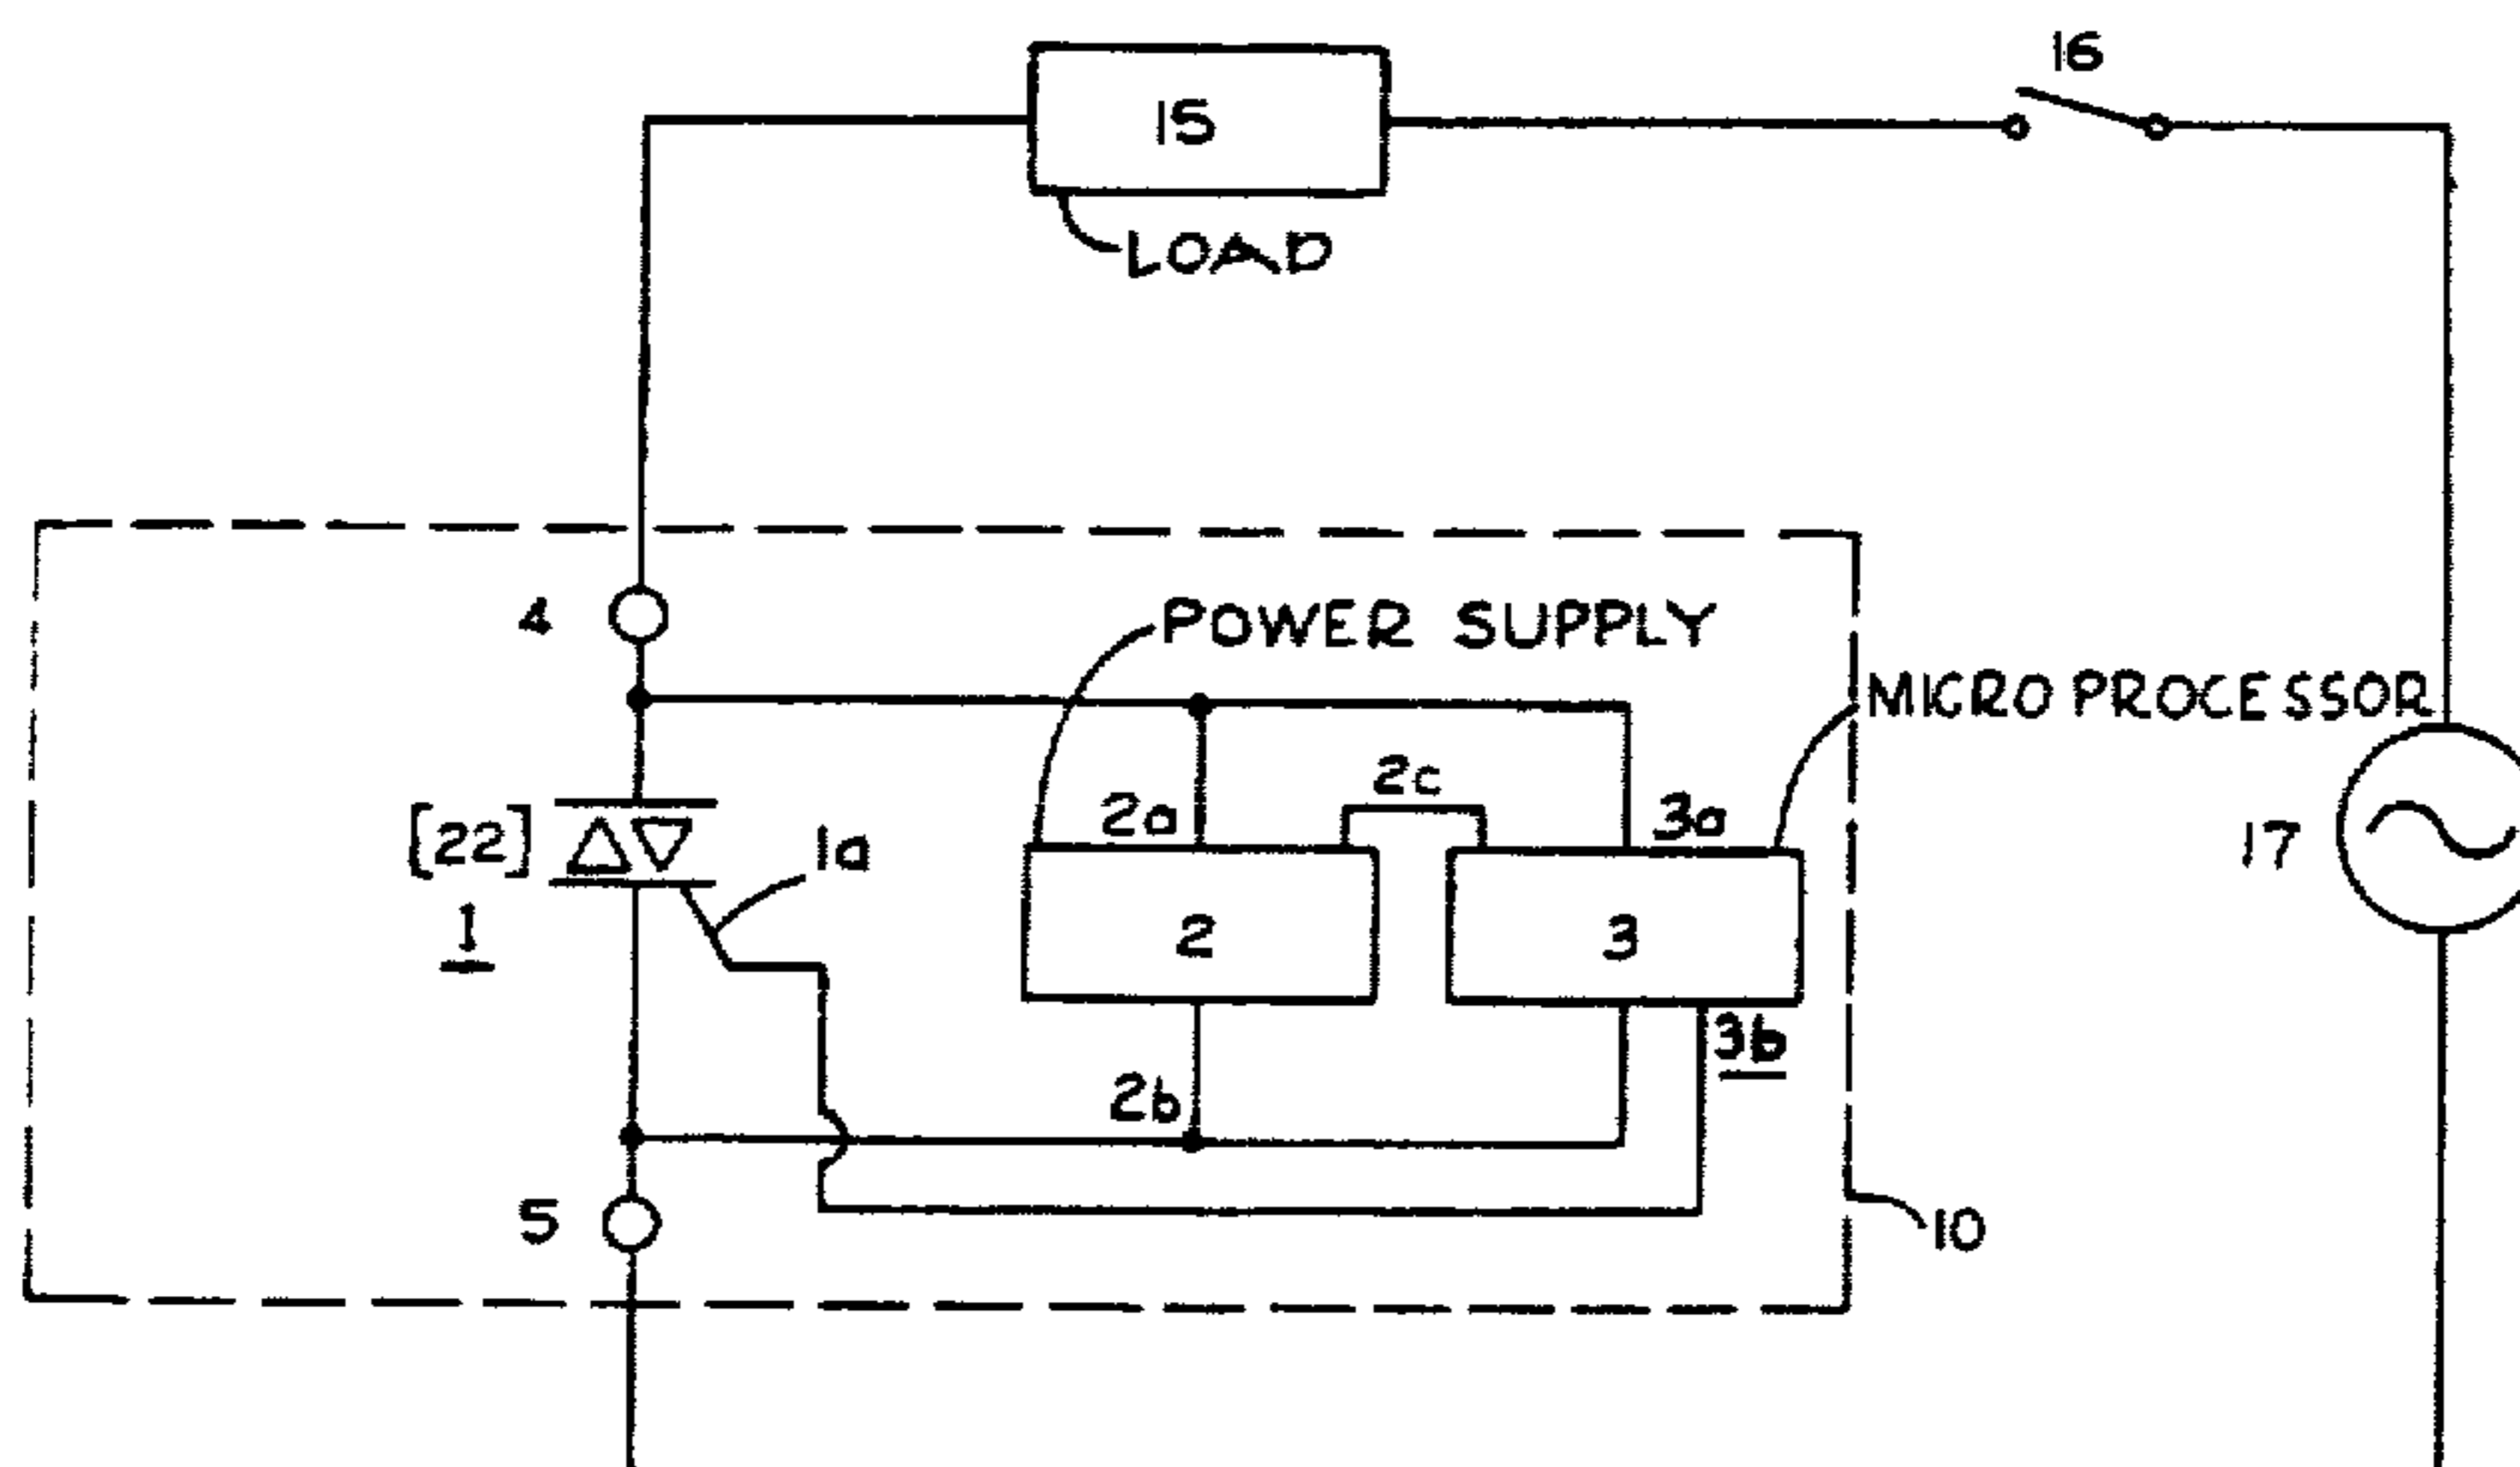 16
15
LOAD
4
POWER SUPPLY
MICRO PROCESSOR
2c
2a
3a
[22]
1a
17
1
2
3
3b
2b
5
10